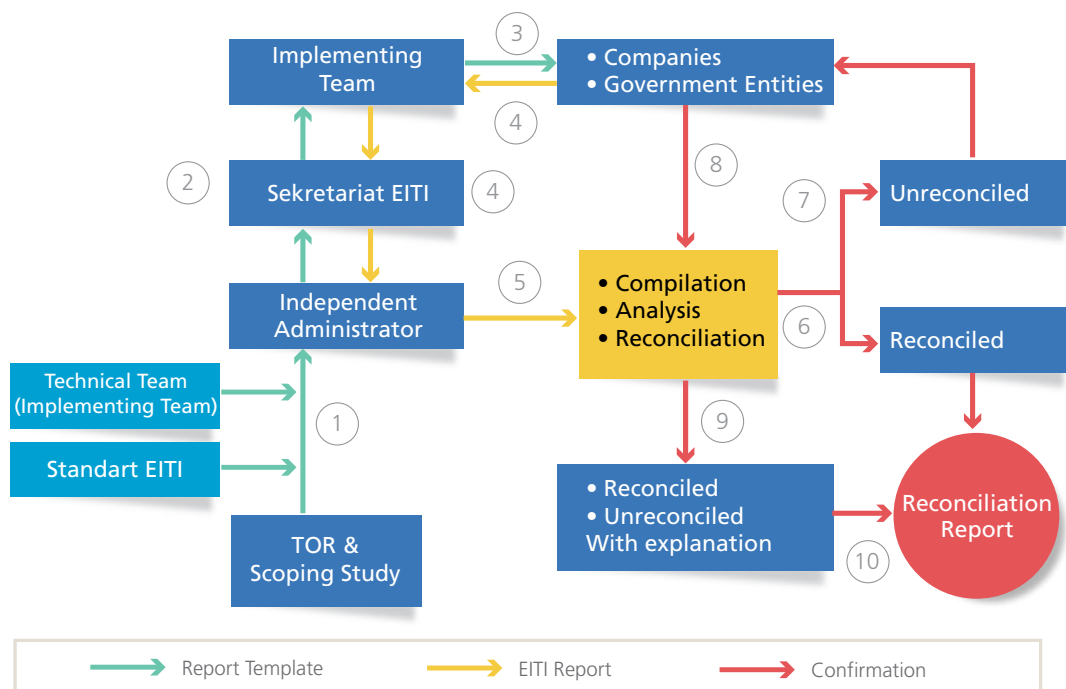 3
Implementing
Team
• Companies
• Government Entities
4
2
Sekretariat EITI
4
8
7
Unreconciled
5
• Compilation
• Analysis
• Reconciliation
Independent
Administrator
6
Reconciled
Technical Team
(Implementing Team)
1
9
Standart EITI
• Reconciled
• Unreconciled
With explanation
Reconciliation
Report
TOR &
Scoping Study
10
Report Template
EITI Report
Confirmation